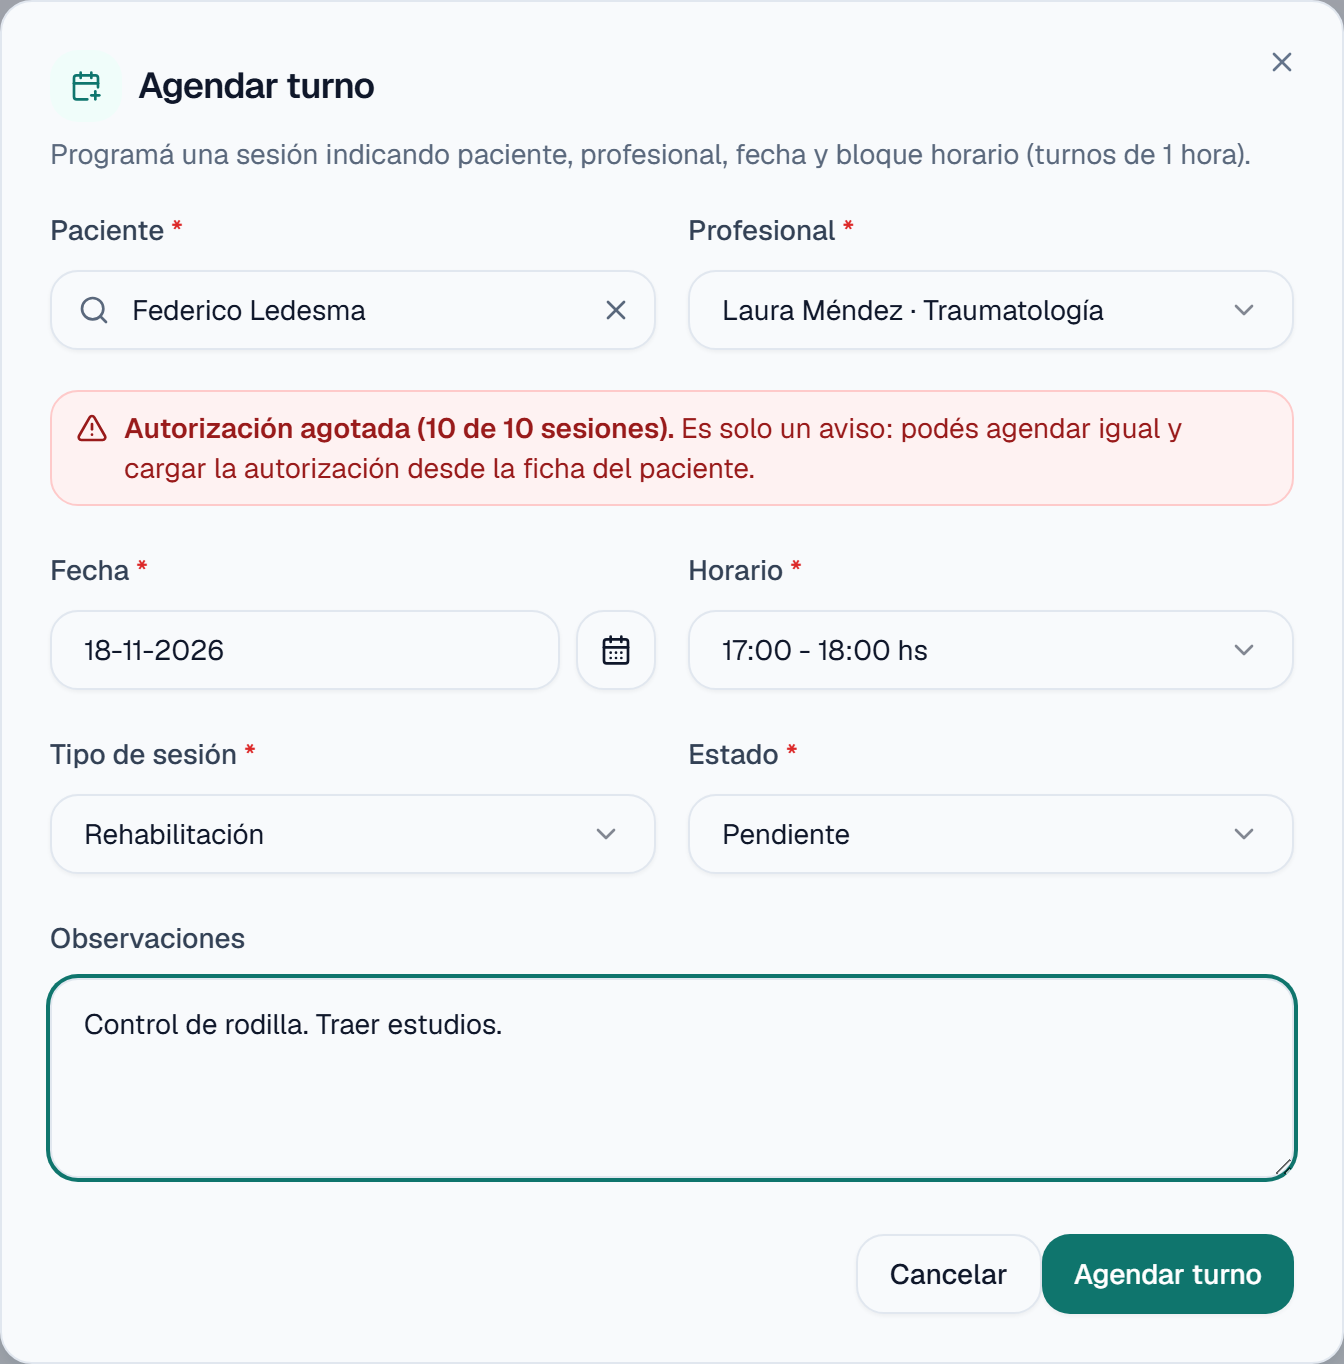 Agendar turno
Programá una sesión indicando paciente, profesional, fecha y bloque horario (turnos de 1 hora).
Paciente *
Profesional *
Federico Ledesma
Laura Méndez · Traumatología
Autorización agotada (10 de 10 sesiones). Es solo un aviso: podés agendar igual y
cargar la autorización desde la ficha del paciente.
Fecha *
Horario *
18-11-2026
17:00 - 18:00 hs
Tipo de sesión *
Estado *
Rehabilitación
Pendiente
Observaciones
Control de rodilla. Traer estudios.
Cancelar
Agendar turno